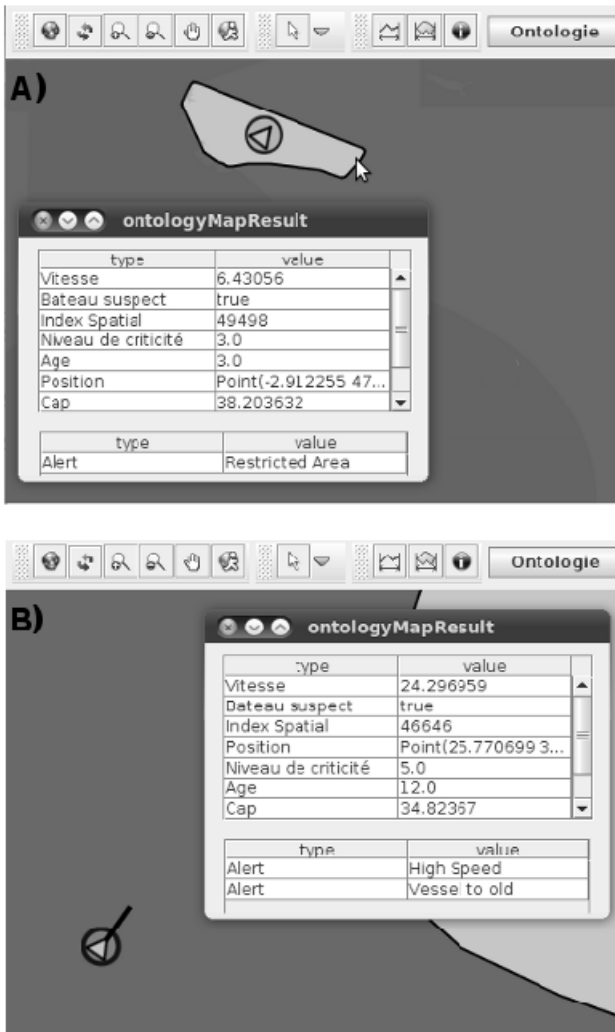 Ontologie
A)
ontologyMapResult
type value
Vitesse 6.43056
Bateau suspect true
Index Spatial 49498
Niveau de criticité 3.0
Age 3.0
Position Point(-2.912255 47...
Cap 38.203632
type value
Alert Restricted Area
Ontologie
B)
ontologyMapResult
type value
Vitesse 24.296959
Bateau suspect true
Index Spatial 46646
Position Point(25.770699 3...
Niveau de criticité 5.0
Age 12.0
Cap 34.82367
type value
Alert High Speed
Alert Vessel to old